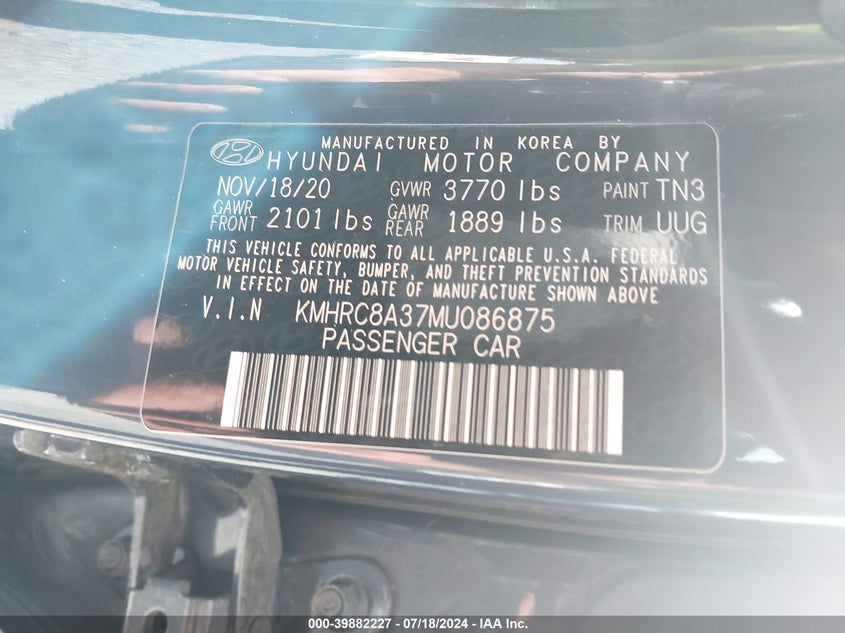 MANUFACTURED IN KOREA BY
HYUNDAI MOTOR COMPANY
NOV/18/20 GVWR 3770 lbs PAINT TN3
GAWR FRONT 2101 lbs GAWR REAR 1889 lbs TRIM UUG
THIS VEHICLE CONFORMS TO ALL APPLICABLE U.S.A. FEDERAL
MOTOR VEHICLE SAFETY, BUMPER, AND THEFT PREVENTION STANDARDS
IN EFFECT ON THE DATE OF MANUFACTURE SHOWN ABOVE
V.I.N KMHRC8A37MU086875
PASSENGER CAR
000-39882227 - 07/18/2024 - IAA Inc.